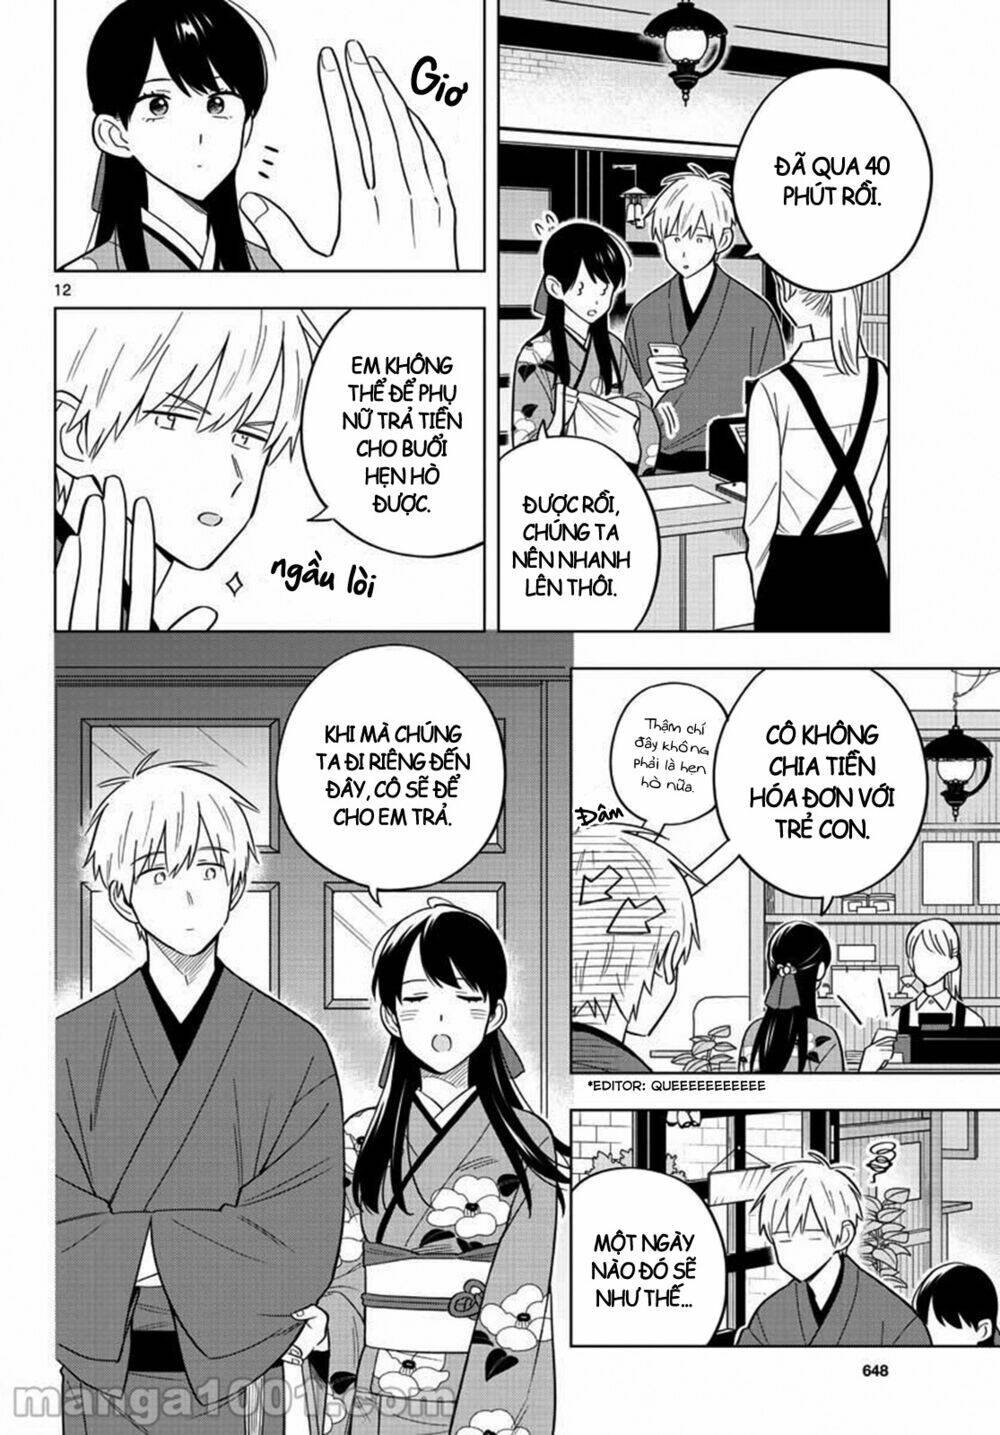 ĐÃ QUA 40
PHÚT RỒI.
ĐƯỢC RỒI,
CHÚNG TA
NÊN NHANH
LÊN THÔI.
Giơ
12
EM KHÔNG
THỂ ĐỂ PHỤ
NỮ TRẢ TIỀN
CHO BUỔI
HẸN HÒ
ĐƯỢC.
ngầu lòi
CÔ KHÔNG
CHIA TIỀN
HÓA ĐƠN VỚI
TRẺ CON.
Thậm chí
đây không
phải là hẹn
hò nữa.
Đâm
*EDITOR: QUEEEEEEEEEEE
KHI MÀ CHÚNG
TA ĐI RIÊNG ĐẾN
ĐÂY, CÔ SẼ ĐỂ
CHO EM TRẢ.
MỘT NGÀY
NÀO ĐÓ SẼ
NHƯ THẾ...
648
manga1001.com